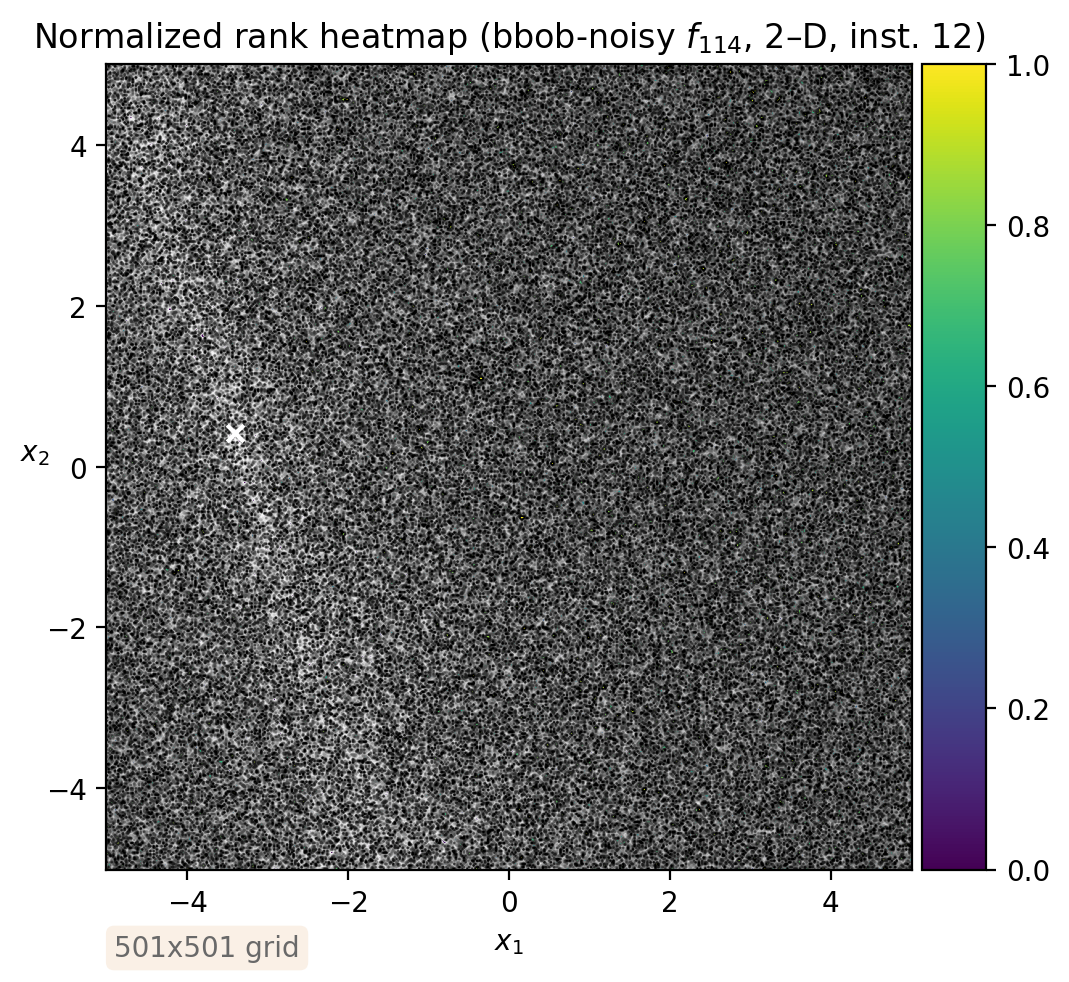 Normalized rank heatmap (bbob-noisy f₁₁₄, 2–D, inst. 12)
1.0
0.8
0.6
0.4
0.2
0.0
4
2
0
−2
−4
x₂
−4 −2 0 2 4
x₁
501x501 grid